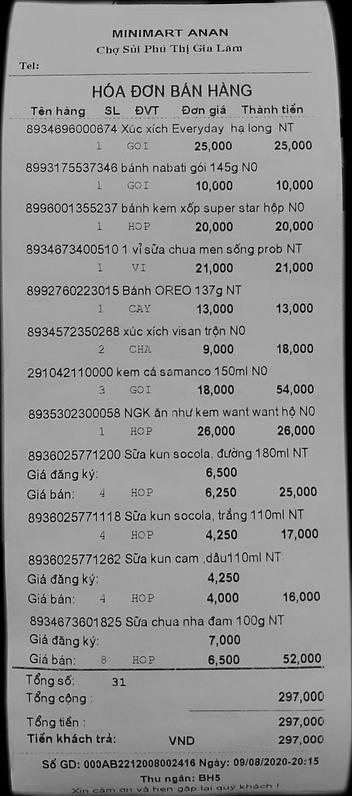 MINIMART ANAN
Chợ Sủi Phú Thị Gia Lâm
Tel:
HÓA ĐƠN BÁN HÀNG
Tên hàng SL ĐVT Đơn giá Thành tiền
8934696000674 Xúc xích Everyday hạ long NT
1 GOI 25,000 25,000
8993175537346 bánh nabati gói 145g N0
1 GOI 10,000 10,000
8996001355237 bánh kem xốp super star hộp N0
1 HOP 20,000 20,000
8934673400510 1 vỉ sữa chua men sống prob NT
1 VI 21,000 21,000
8992760223015 Bánh OREO 137g NT
1 CAY 13,000 13,000
8934572350268 xúc xích visan trộn N0
2 CHA 9,000 18,000
291042110000 kem cá samanco 150ml N0
3 GOI 18,000 54,000
8935302300058 NGK ăn như kem want want hộ N0
1 HOP 26,000 26,000
8936025771200 Sữa kun socola, đường 180ml NT
Giá đăng ký: 6,500
Giá bán: 4 HOP 6,250 25,000
8936025771118 Sữa kun socola, trắng 110ml NT
4 HOP 4,250 17,000
8936025771262 Sữa kun cam ,dâu110ml NT
Giá đăng ký: 4,250
Giá bán: 4 HOP 4,000 16,000
8934673601825 Sữa chua nha đam 100g NT
Giá đăng ký: 7,000
Giá bán: 8 HOP 6,500 52,000
Tổng số: 31
Tổng cộng : 297,000
Tổng tiền : 297,000
Tiền khách trả: VND 297,000
Số GD: 000AB2212008002416 Ngày: 09/08/2020-20:15
Thu ngân: BH5
Xin cảm ơn và hẹn gặp lại quý khách !